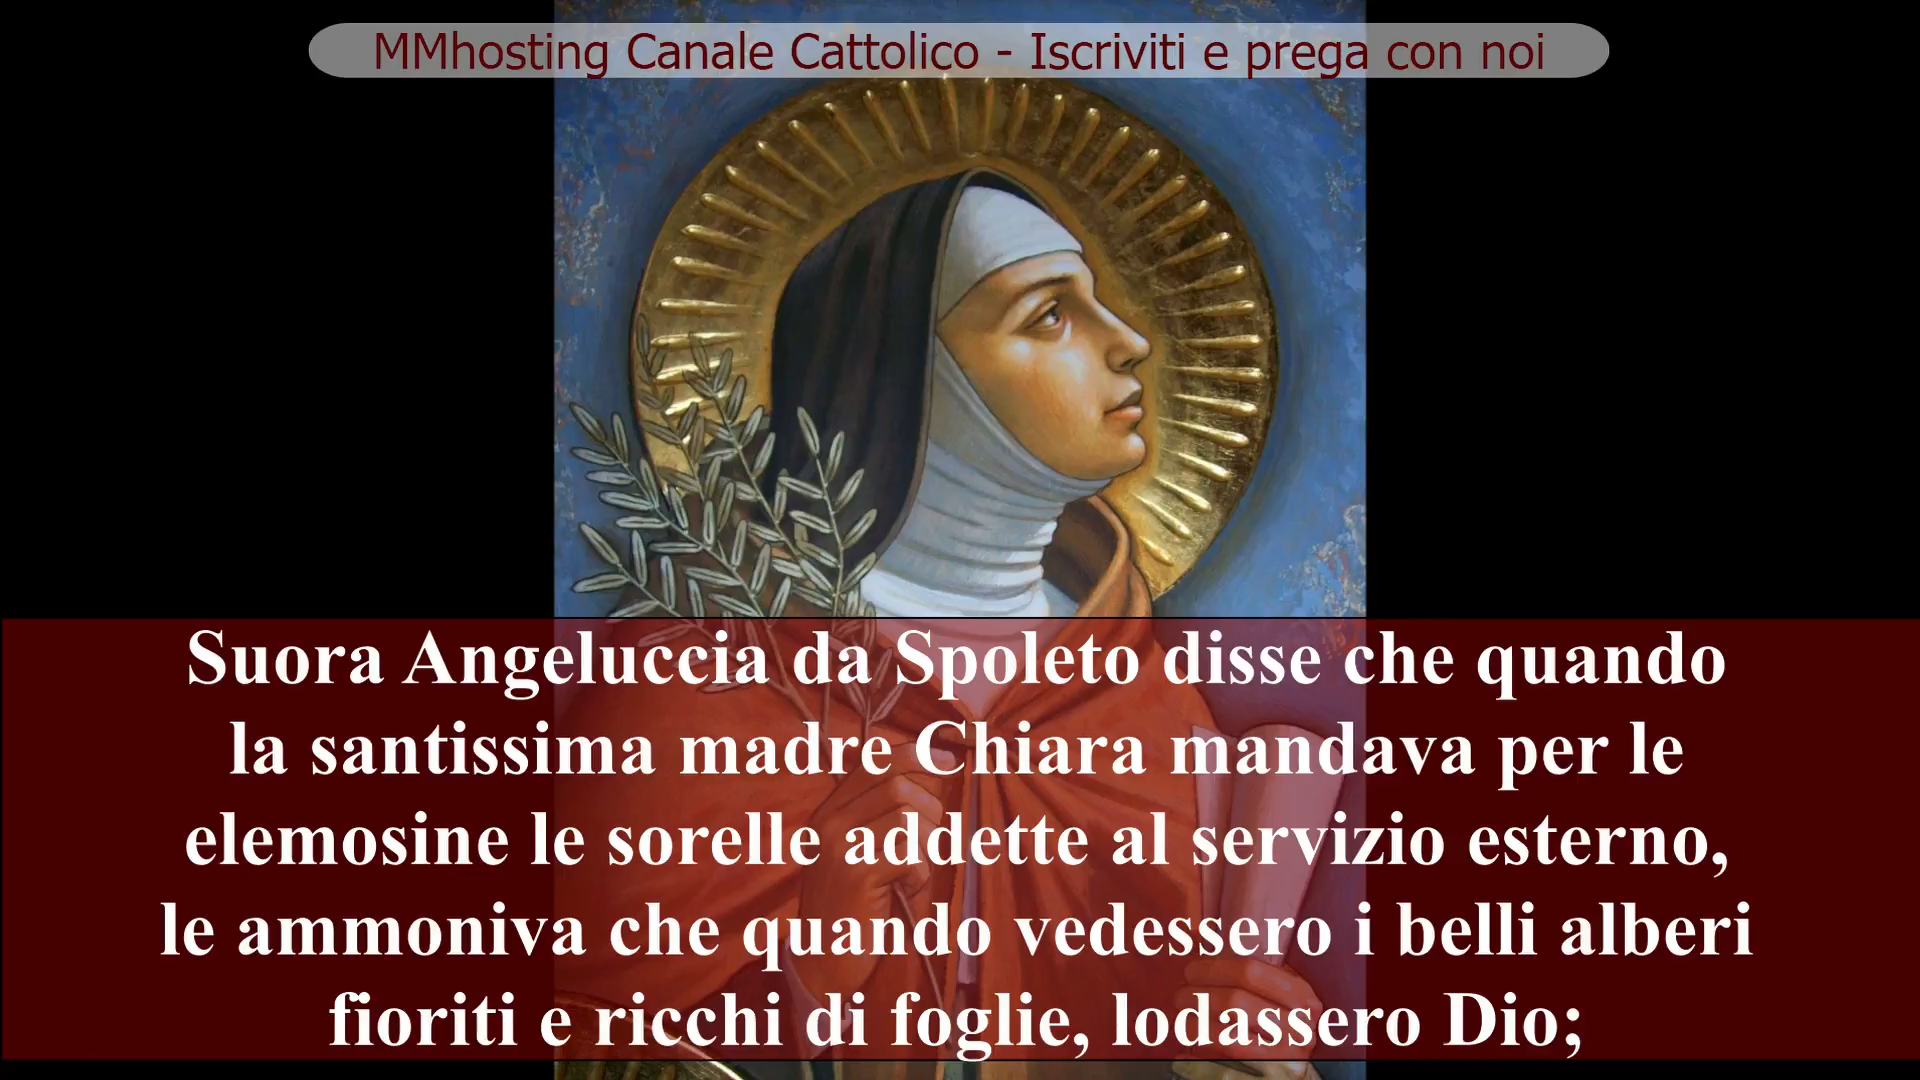 MMhosting Canale Cattolico - Iscriviti e prega con noi
Suora Angeluccia da Spoleto disse che quando
la santissima madre Chiara mandava per le
elemosine le sorelle addette al servizio esterno,
le ammoniva che quando vedessero i belli alberi
fioriti e ricchi di foglie, lodassero Dio;